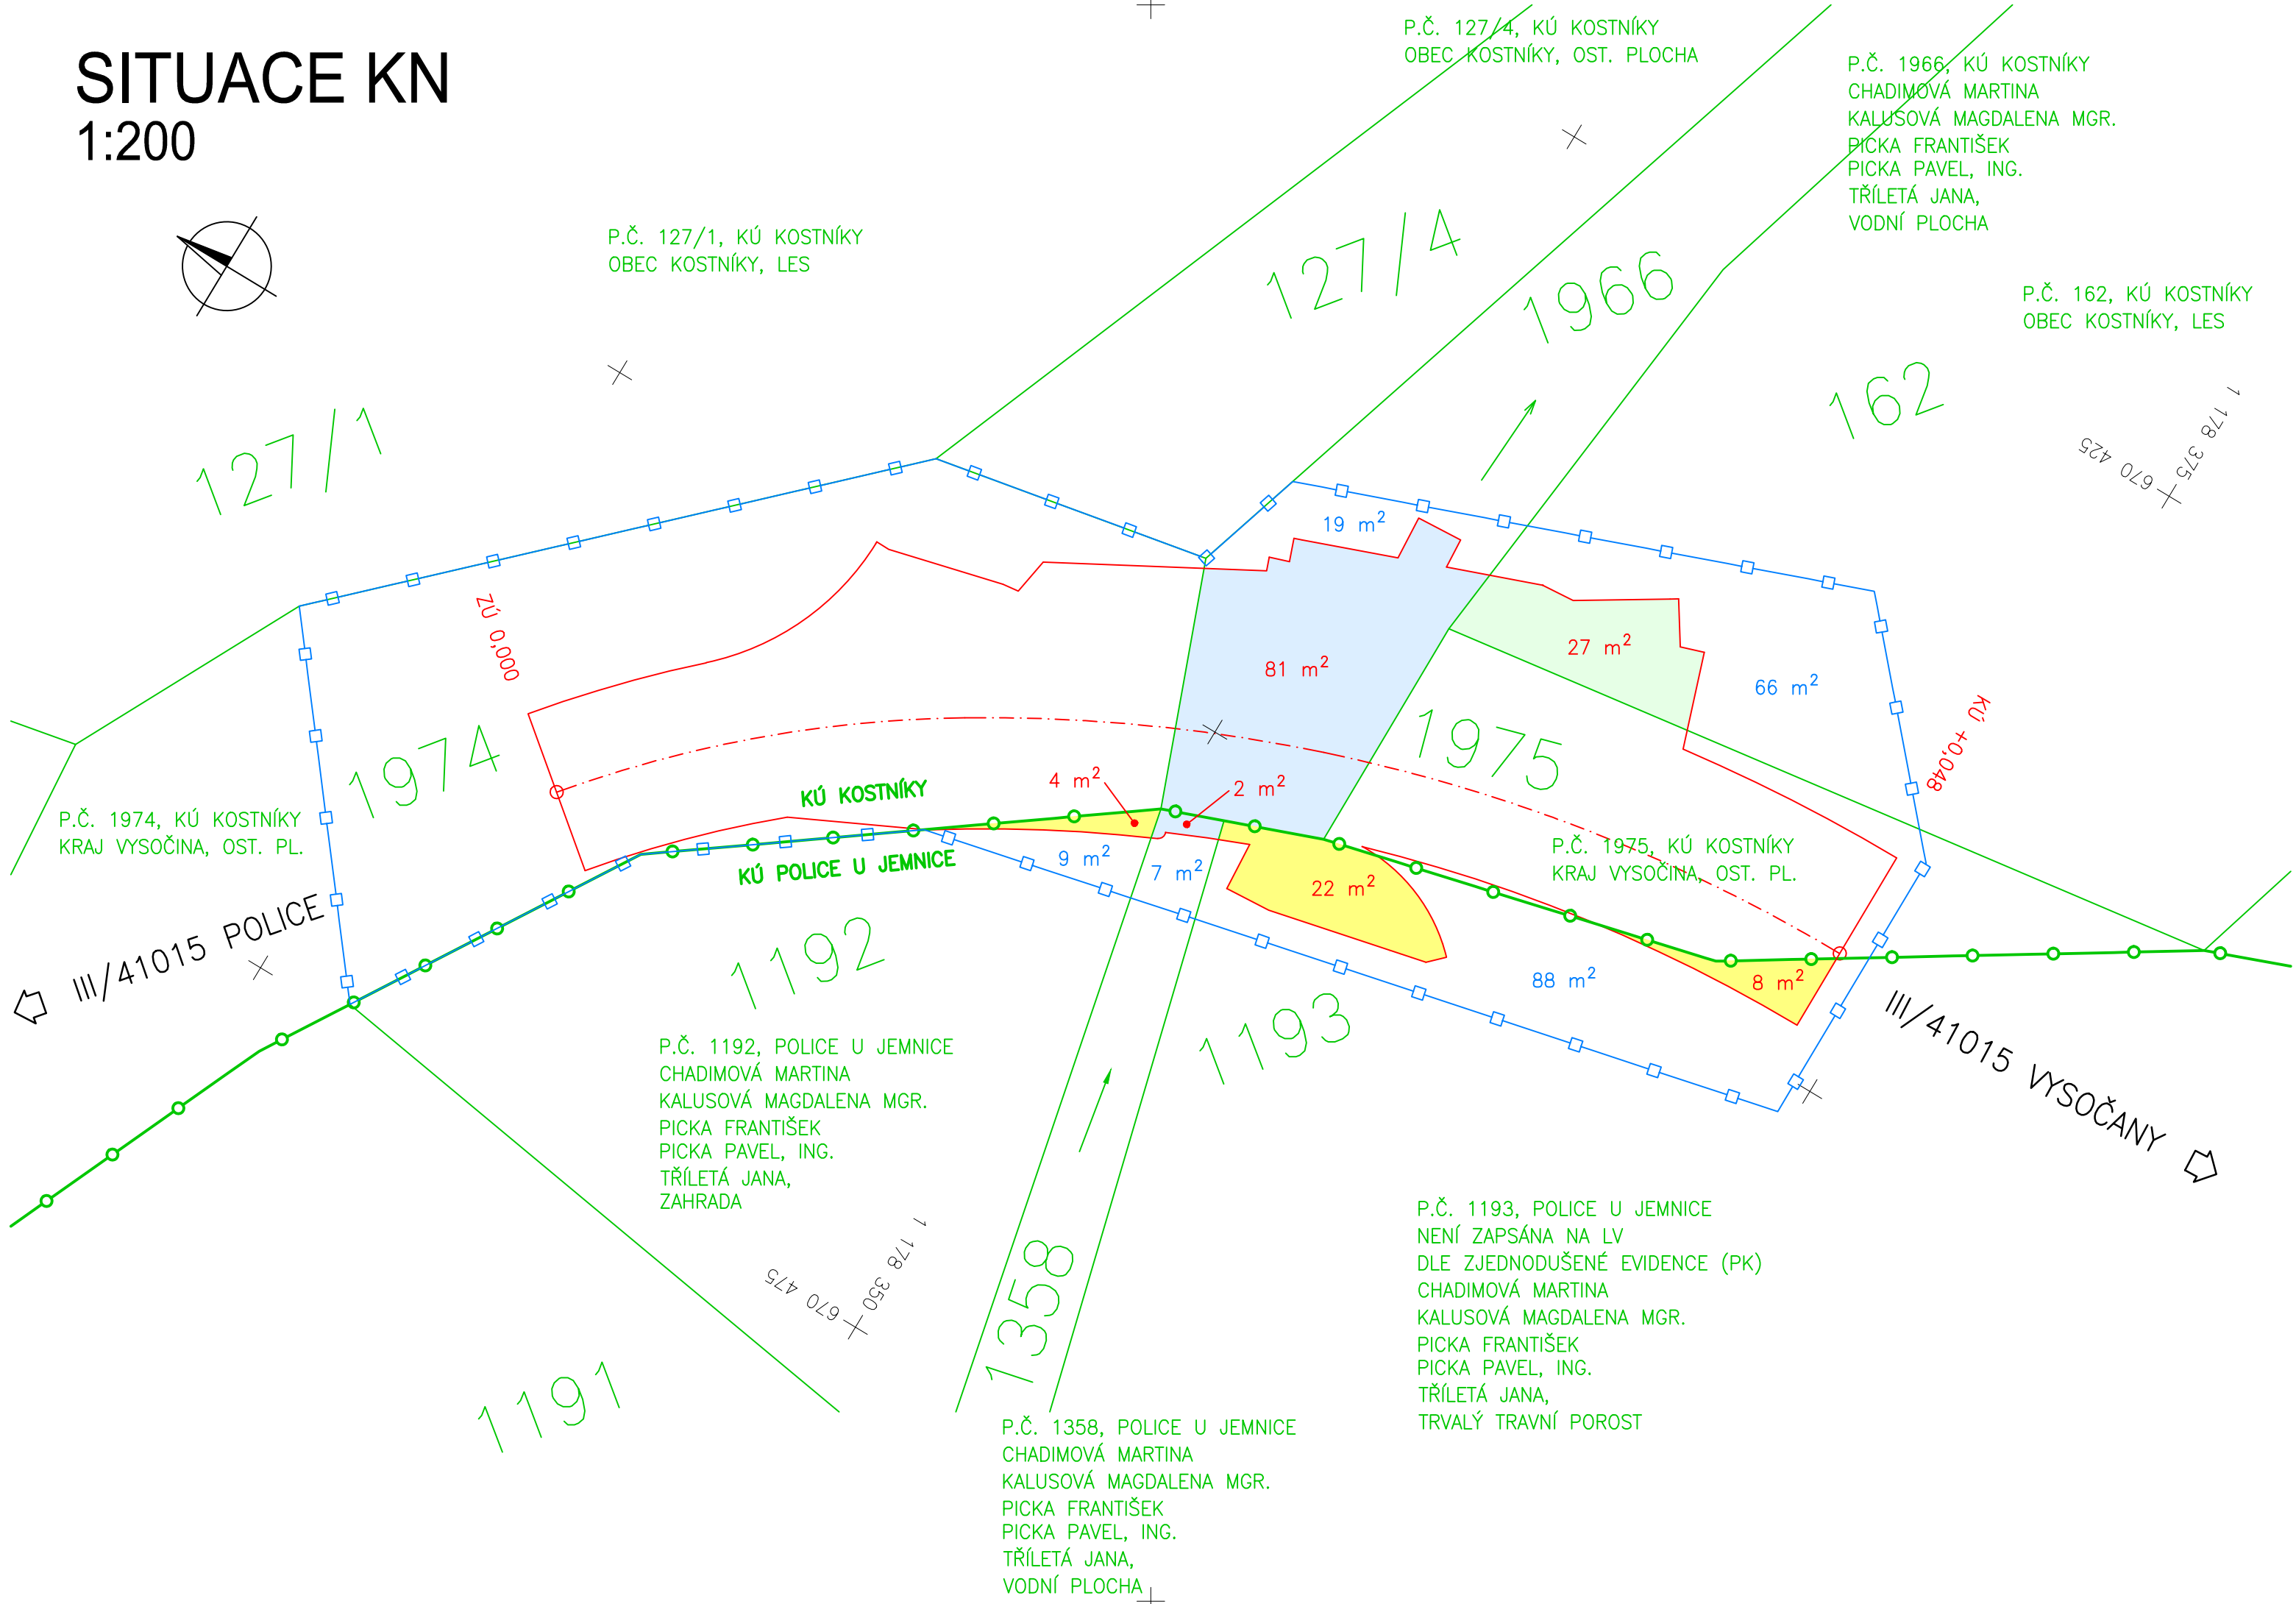 SITUACE KN
1:200
P.Č. 127/4, KÚ KOSTNÍKY
OBEC KOSTNÍKY, OST. PLOCHA
P.Č. 1966, KÚ KOSTNÍKY
CHADIMOVÁ MARTINA
KALUSOVÁ MAGDALENA MGR.
PICKA FRANTIŠEK
PICKA PAVEL, ING.
TŘÍLETÁ JANA,
VODNÍ PLOCHA
P.Č. 127/1, KÚ KOSTNÍKY
OBEC KOSTNÍKY, LES
127/4
1966
P.Č. 162, KÚ KOSTNÍKY
OBEC KOSTNÍKY, LES
162
1 178 375
670 425
127/1
19 m²
ZÚ 0,000
81 m²
27 m²
66 m²
KÚ +0,048
1974
1975
4 m²
2 m²
KÚ KOSTNÍKY
P.Č. 1974, KÚ KOSTNÍKY
KRAJ VYSOČINA, OST. PL.
KÚ POLICE U JEMNICE
9 m²
7 m²
22 m²
P.Č. 1975, KÚ KOSTNÍKY
KRAJ VYSOČINA, OST. PL.
III/41015 POLICE
1192
88 m²
8 m²
1193
III/41015 VYSOČANY
P.Č. 1192, POLICE U JEMNICE
CHADIMOVÁ MARTINA
KALUSOVÁ MAGDALENA MGR.
PICKA FRANTIŠEK
PICKA PAVEL, ING.
TŘÍLETÁ JANA,
ZAHRADA
1 178 350
670 475
1358
P.Č. 1193, POLICE U JEMNICE
NENÍ ZAPSÁNA NA LV
DLE ZJEDNODUŠENÉ EVIDENCE (PK)
CHADIMOVÁ MARTINA
KALUSOVÁ MAGDALENA MGR.
PICKA FRANTIŠEK
PICKA PAVEL, ING.
TŘÍLETÁ JANA,
TRVALÝ TRAVNÍ POROST
1191
P.Č. 1358, POLICE U JEMNICE
CHADIMOVÁ MARTINA
KALUSOVÁ MAGDALENA MGR.
PICKA FRANTIŠEK
PICKA PAVEL, ING.
TŘÍLETÁ JANA,
VODNÍ PLOCHA